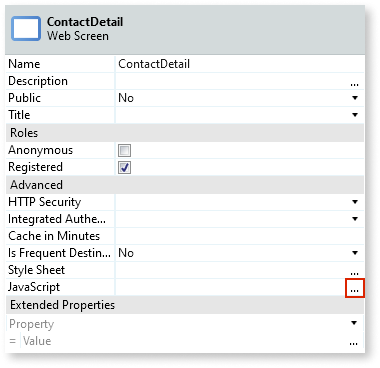 ContactDetail
Web Screen
Name ContactDetail
Description ...
Public No
Title
Roles
Anonymous
Registered
Advanced
HTTP Security
Integrated Authe...
Cache in Minutes
Is Frequent Destin... No
Style Sheet ...
JavaScript ...
Extended Properties
Property
= Value ...